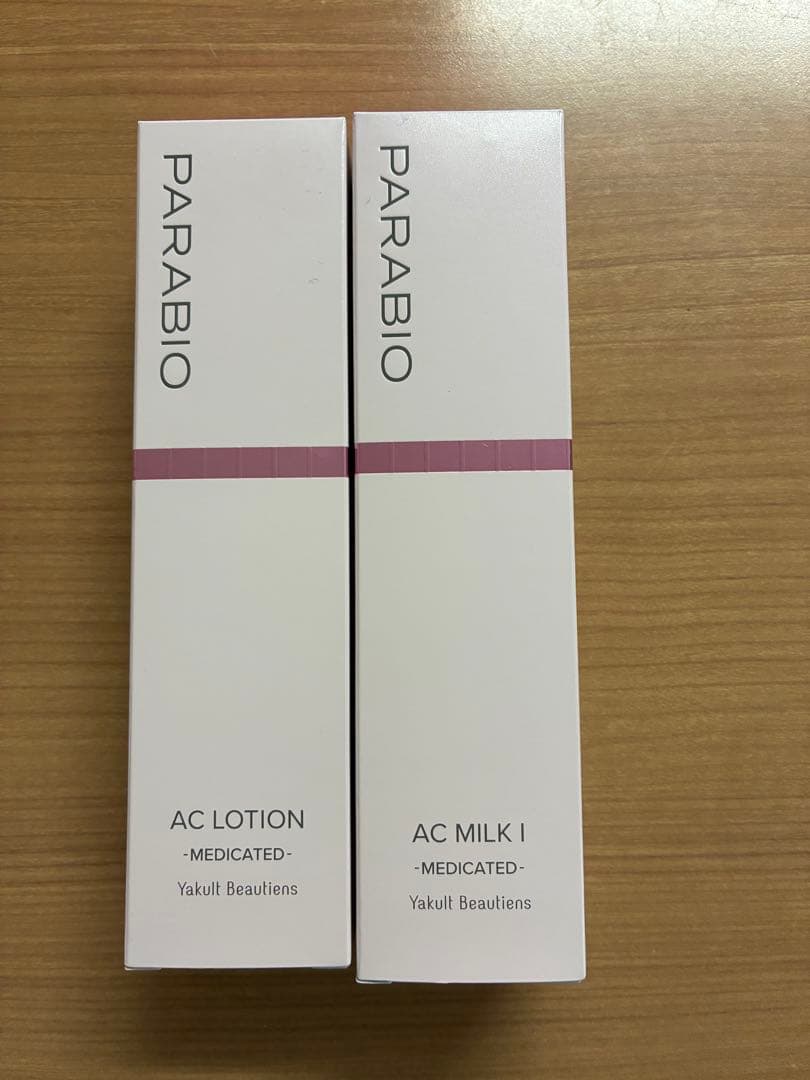 PARABIO
AC LOTION
-MEDICATED-
Yakult Beautiens
PARABIO
AC MILK I
-MEDICATED-
Yakult Beautiens